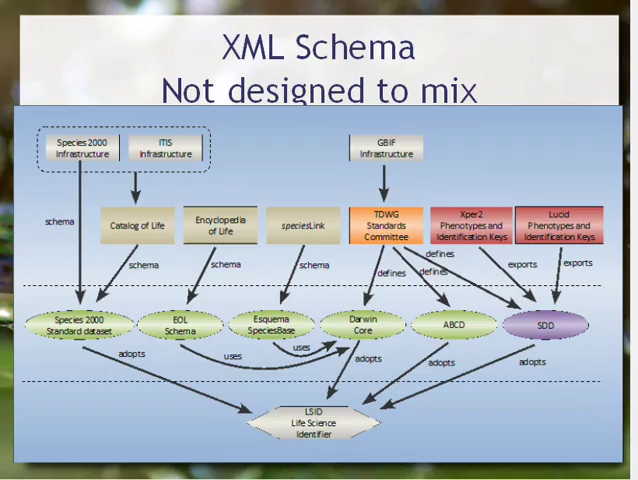 XML Schema
Not designed to mix
Species 2000
Infrastructure
ITIS
Infrastructure
GBIF
Infrastructure
schema
Catalog of Life
Encyclopedia
of Life
speciesLink
TDWG
Standards
Committee
Xper2
Phenotypes and
Identification Keys
Lucid
Phenotypes and
Identification Keys
schema
schema
schema
defines
defines
defines
exports
exports
Species 2000
Standard dataset
EOL
Schema
Esquema
SpeciesBase
Darwin
Core
ABCD
SDD
adopts
uses
uses
adopts
adopts
adopts
LSID
Life Science
Identifier